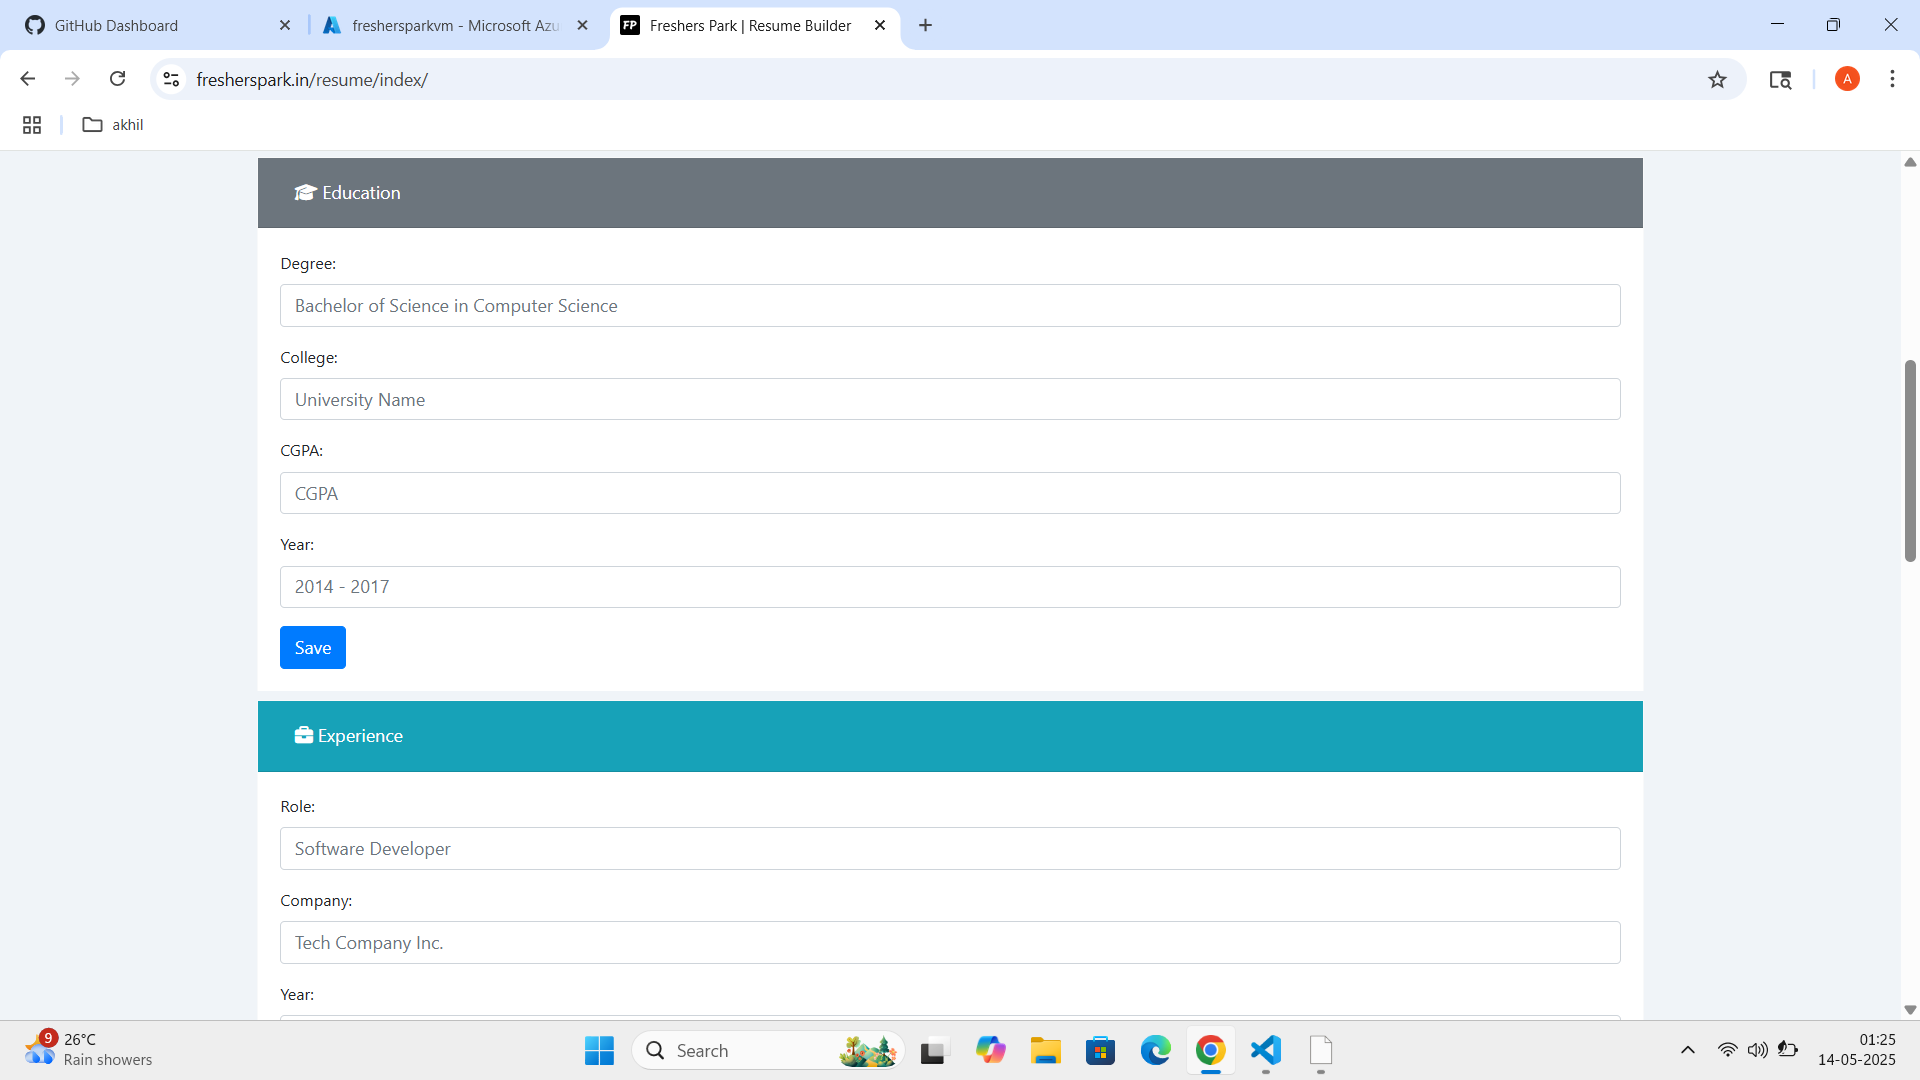 GitHub Dashboard
freshersparkvm - Microsoft Azu
FP Freshers Park | Resume Builder
fresherspark.in/resume/index/
A
akhil
Education
Degree:
Bachelor of Science in Computer Science
College:
University Name
CGPA:
CGPA
Year:
2014 - 2017
Save
Experience
Role:
Software Developer
Company:
Tech Company Inc.
Year:
9
26°C
Rain showers
Search
01:25
14-05-2025